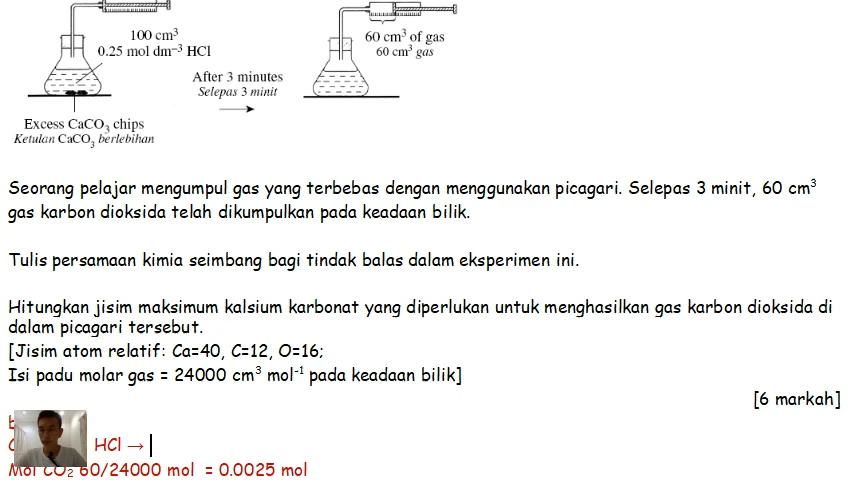 100 cm³
0.25 mol dm⁻³ HCl
60 cm³ of gas
60 cm³ gas
After 3 minutes
Selepas 3 minit
Excess CaCO₃ chips
Ketulan CaCO₃ berlebihan
Seorang pelajar mengumpul gas yang terbebas dengan menggunakan picagari. Selepas 3 minit, 60 cm³
gas karbon dioksida telah dikumpulkan pada keadaan bilik.
Tulis persamaan kimia seimbang bagi tindak balas dalam eksperimen ini.
Hitungkan jisim maksimum kalsium karbonat yang diperlukan untuk menghasilkan gas karbon dioksida di
dalam picagari tersebut.
[Jisim atom relatif: Ca=40, C=12, O=16;
Isi padu molar gas = 24000 cm³ mol⁻¹ pada keadaan bilik]
[6 markah]
HCl →
Mol CO₂ 60/24000 mol = 0.0025 mol